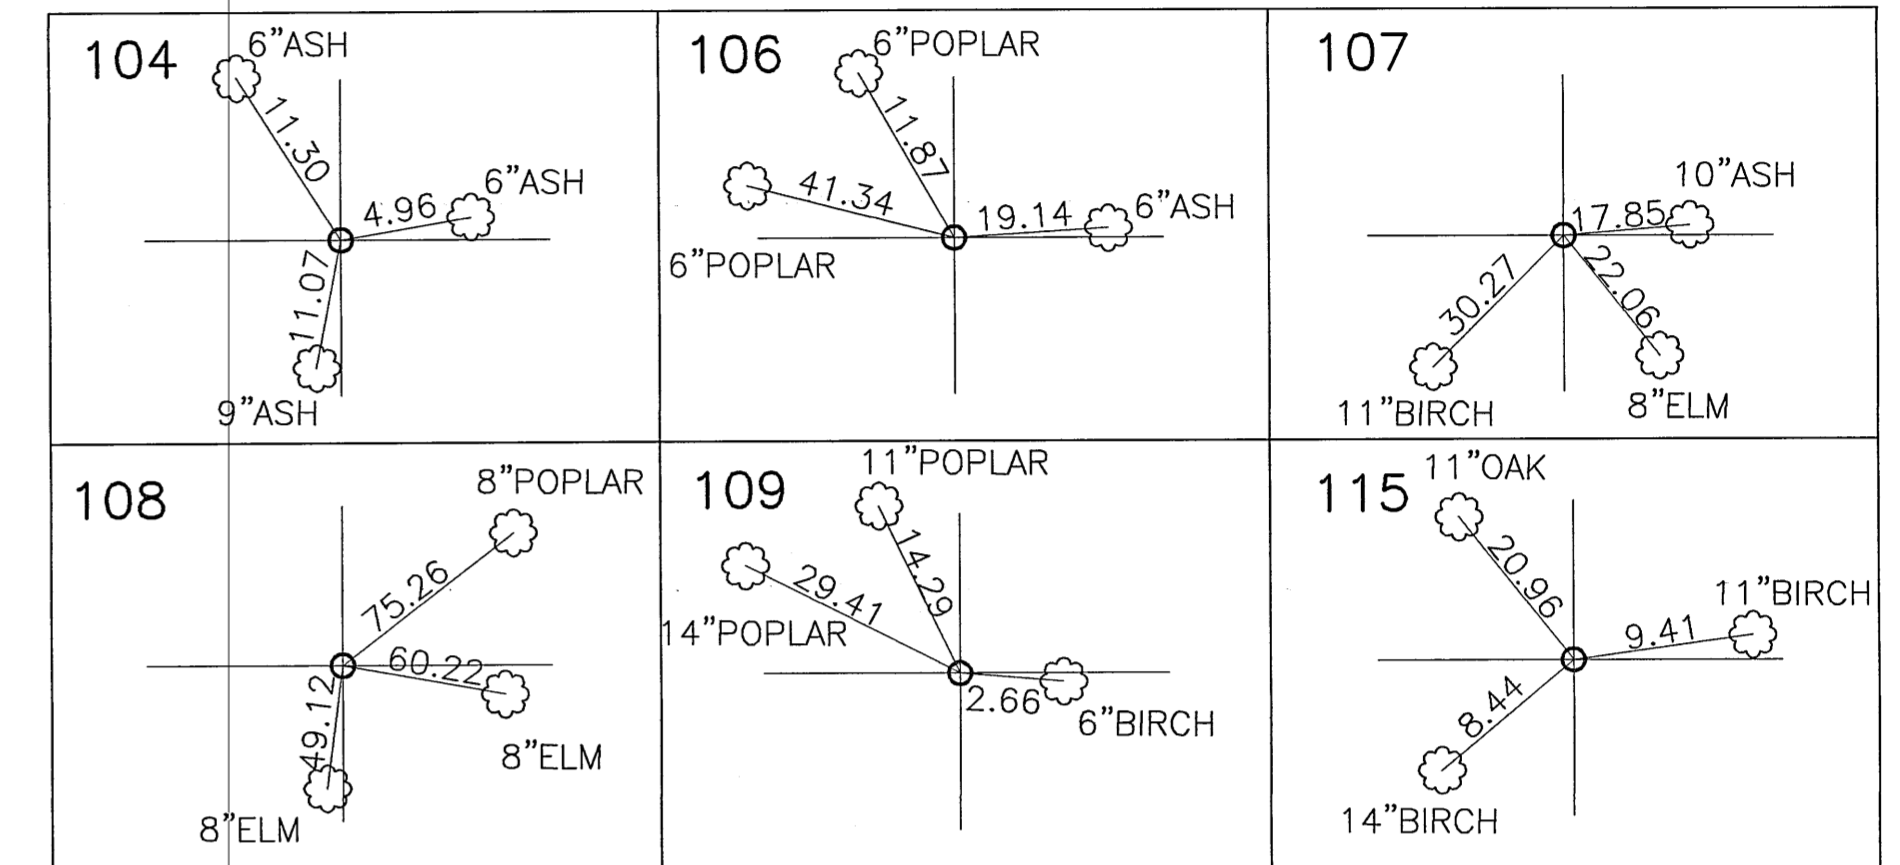 104
6"ASH
11.30
4.96
6"ASH
11.07
9"ASH
106
6"POPLAR
11.87
41.34
19.14
6"ASH
6"POPLAR
107
10"ASH
17.85
30.27
22.06
11"BIRCH
8"ELM
108
8"POPLAR
75.26
60.22
49.12
8"ELM
8"ELM
109
11"POPLAR
14.29
29.41
14"POPLAR
2.66
6"BIRCH
115
11"OAK
20.96
11"BIRCH
9.41
8.44
14"BIRCH